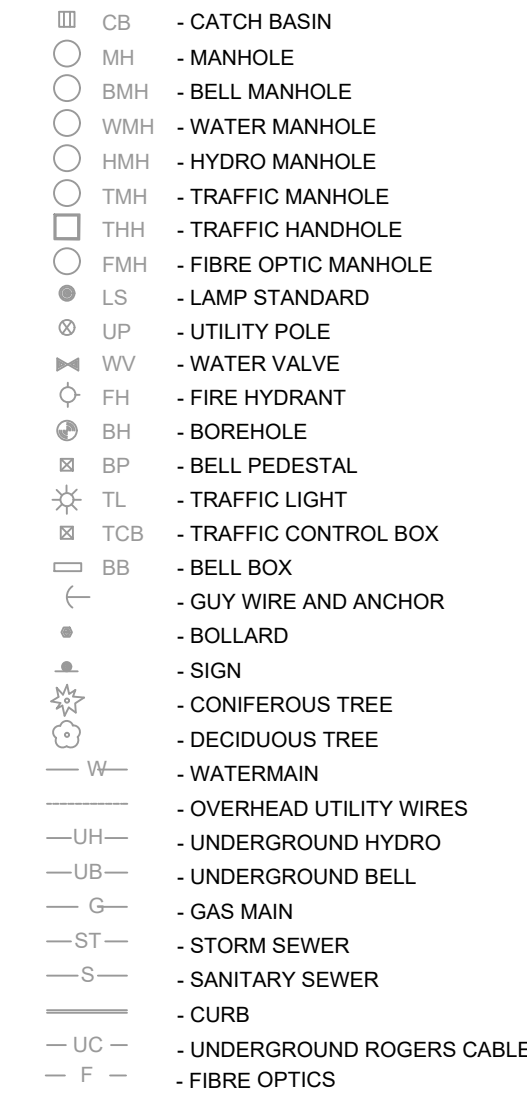 CB - CATCH BASIN
MH - MANHOLE
BMH - BELL MANHOLE
WMH - WATER MANHOLE
HMH - HYDRO MANHOLE
TMH - TRAFFIC MANHOLE
THH - TRAFFIC HANDHOLE
FMH - FIBRE OPTIC MANHOLE
LS - LAMP STANDARD
UP - UTILITY POLE
WV - WATER VALVE
FH - FIRE HYDRANT
BH - BOREHOLE
BP - BELL PEDESTAL
TL - TRAFFIC LIGHT
TCB - TRAFFIC CONTROL BOX
BB - BELL BOX
- GUY WIRE AND ANCHOR
- BOLLARD
- SIGN
- CONIFEROUS TREE
- DECIDUOUS TREE
W - WATERMAIN
- OVERHEAD UTILITY WIRES
UH - UNDERGROUND HYDRO
UB - UNDERGROUND BELL
G - GAS MAIN
ST - STORM SEWER
S - SANITARY SEWER
- CURB
UC - UNDERGROUND ROGERS CABLE
F - FIBRE OPTICS